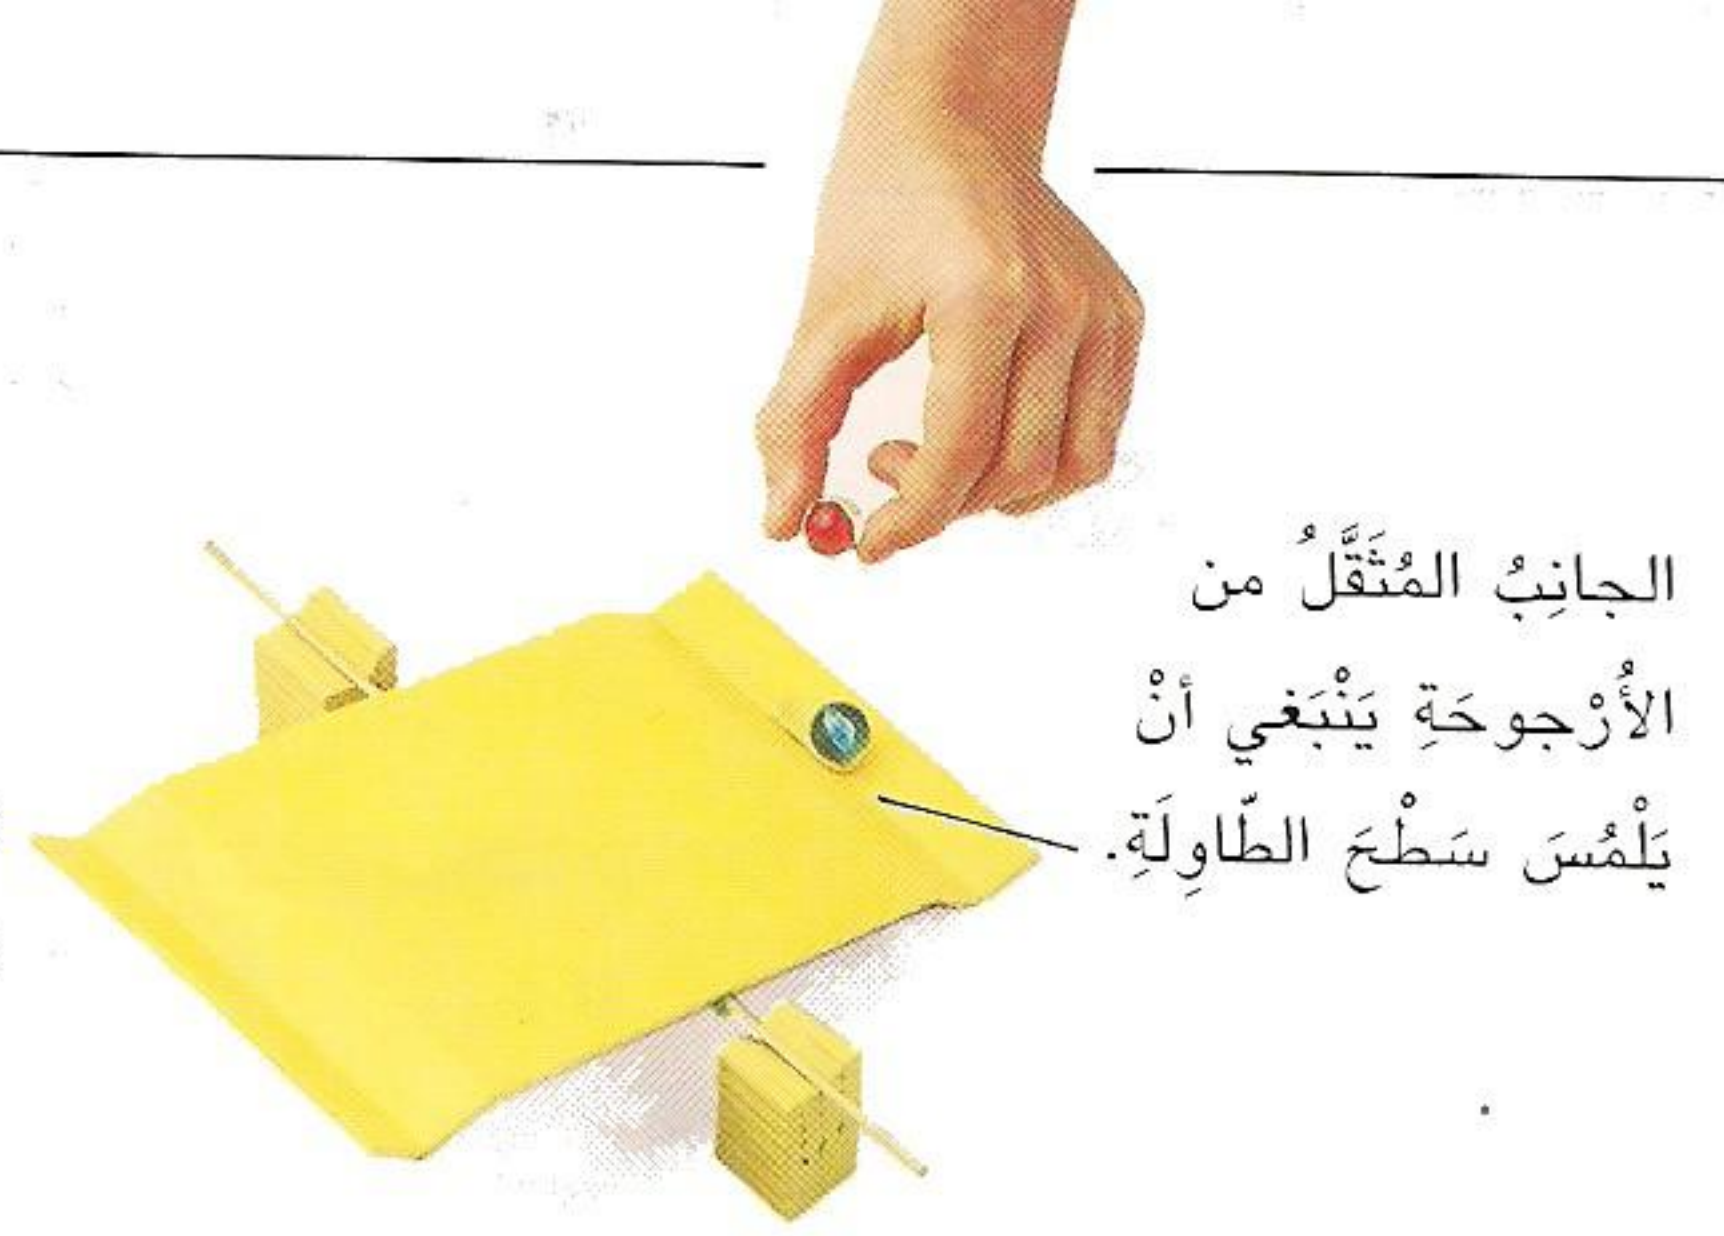 الجانِبُ المُثَقَّلُ من
الأُرْجوحَةِ يَنْبَغي أنْ
يَلْمُسَ سَطْحَ الطّاوِلَةِ.